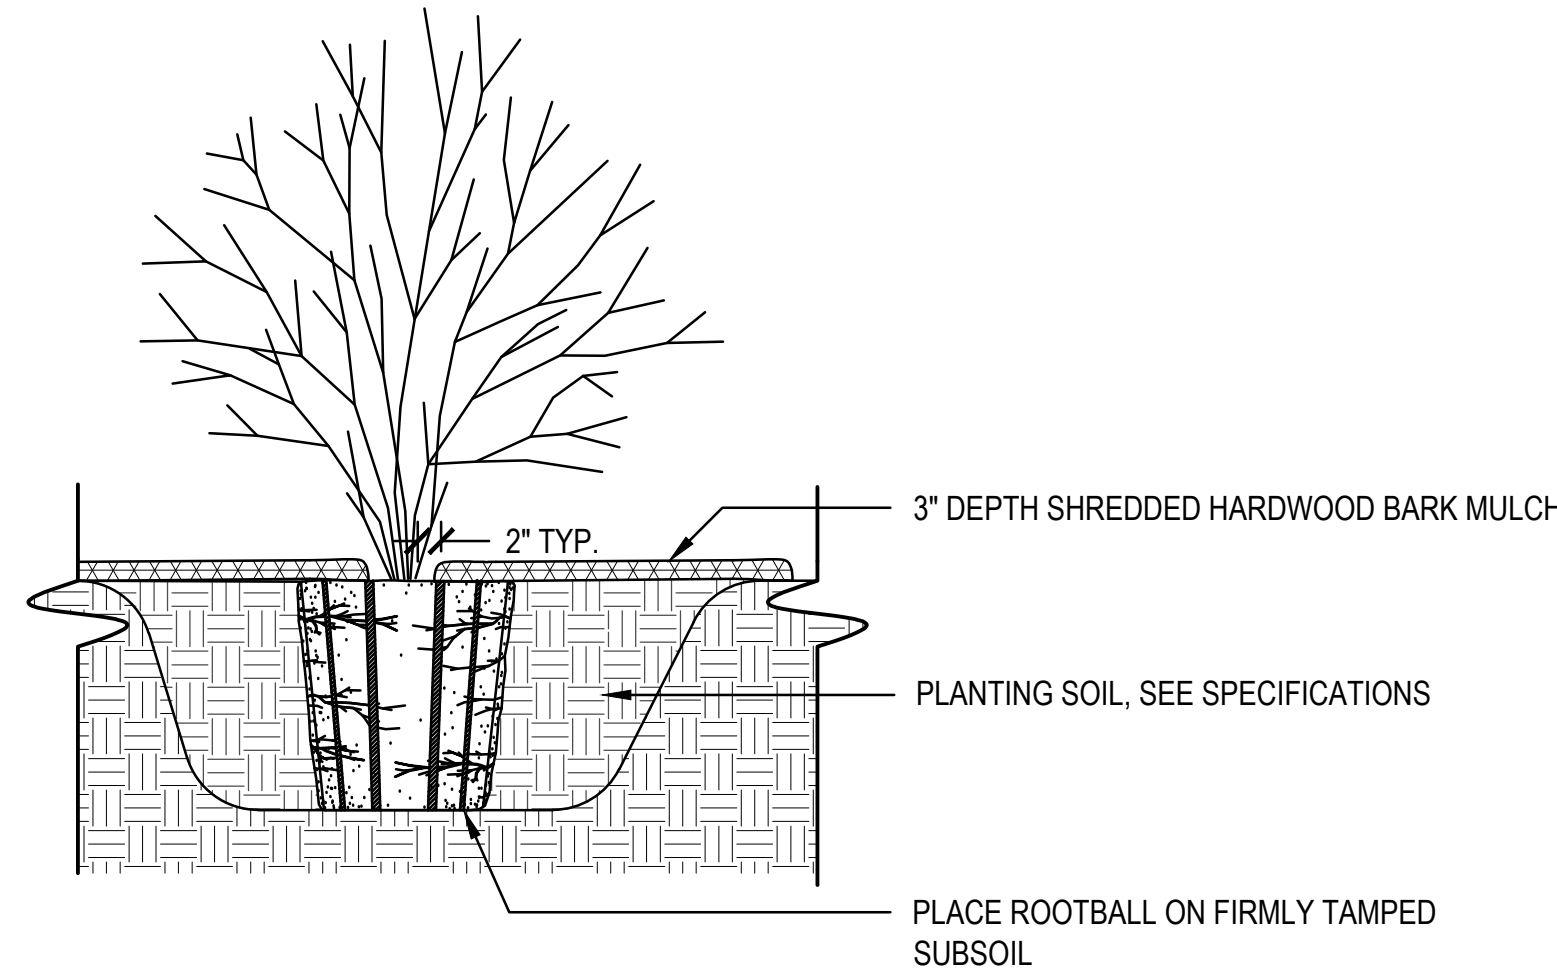 3" DEPTH SHREDDED HARDWOOD BARK MULCH
2" TYP.
PLANTING SOIL, SEE SPECIFICATIONS
PLACE ROOTBALL ON FIRMLY TAMPED
SUBSOIL